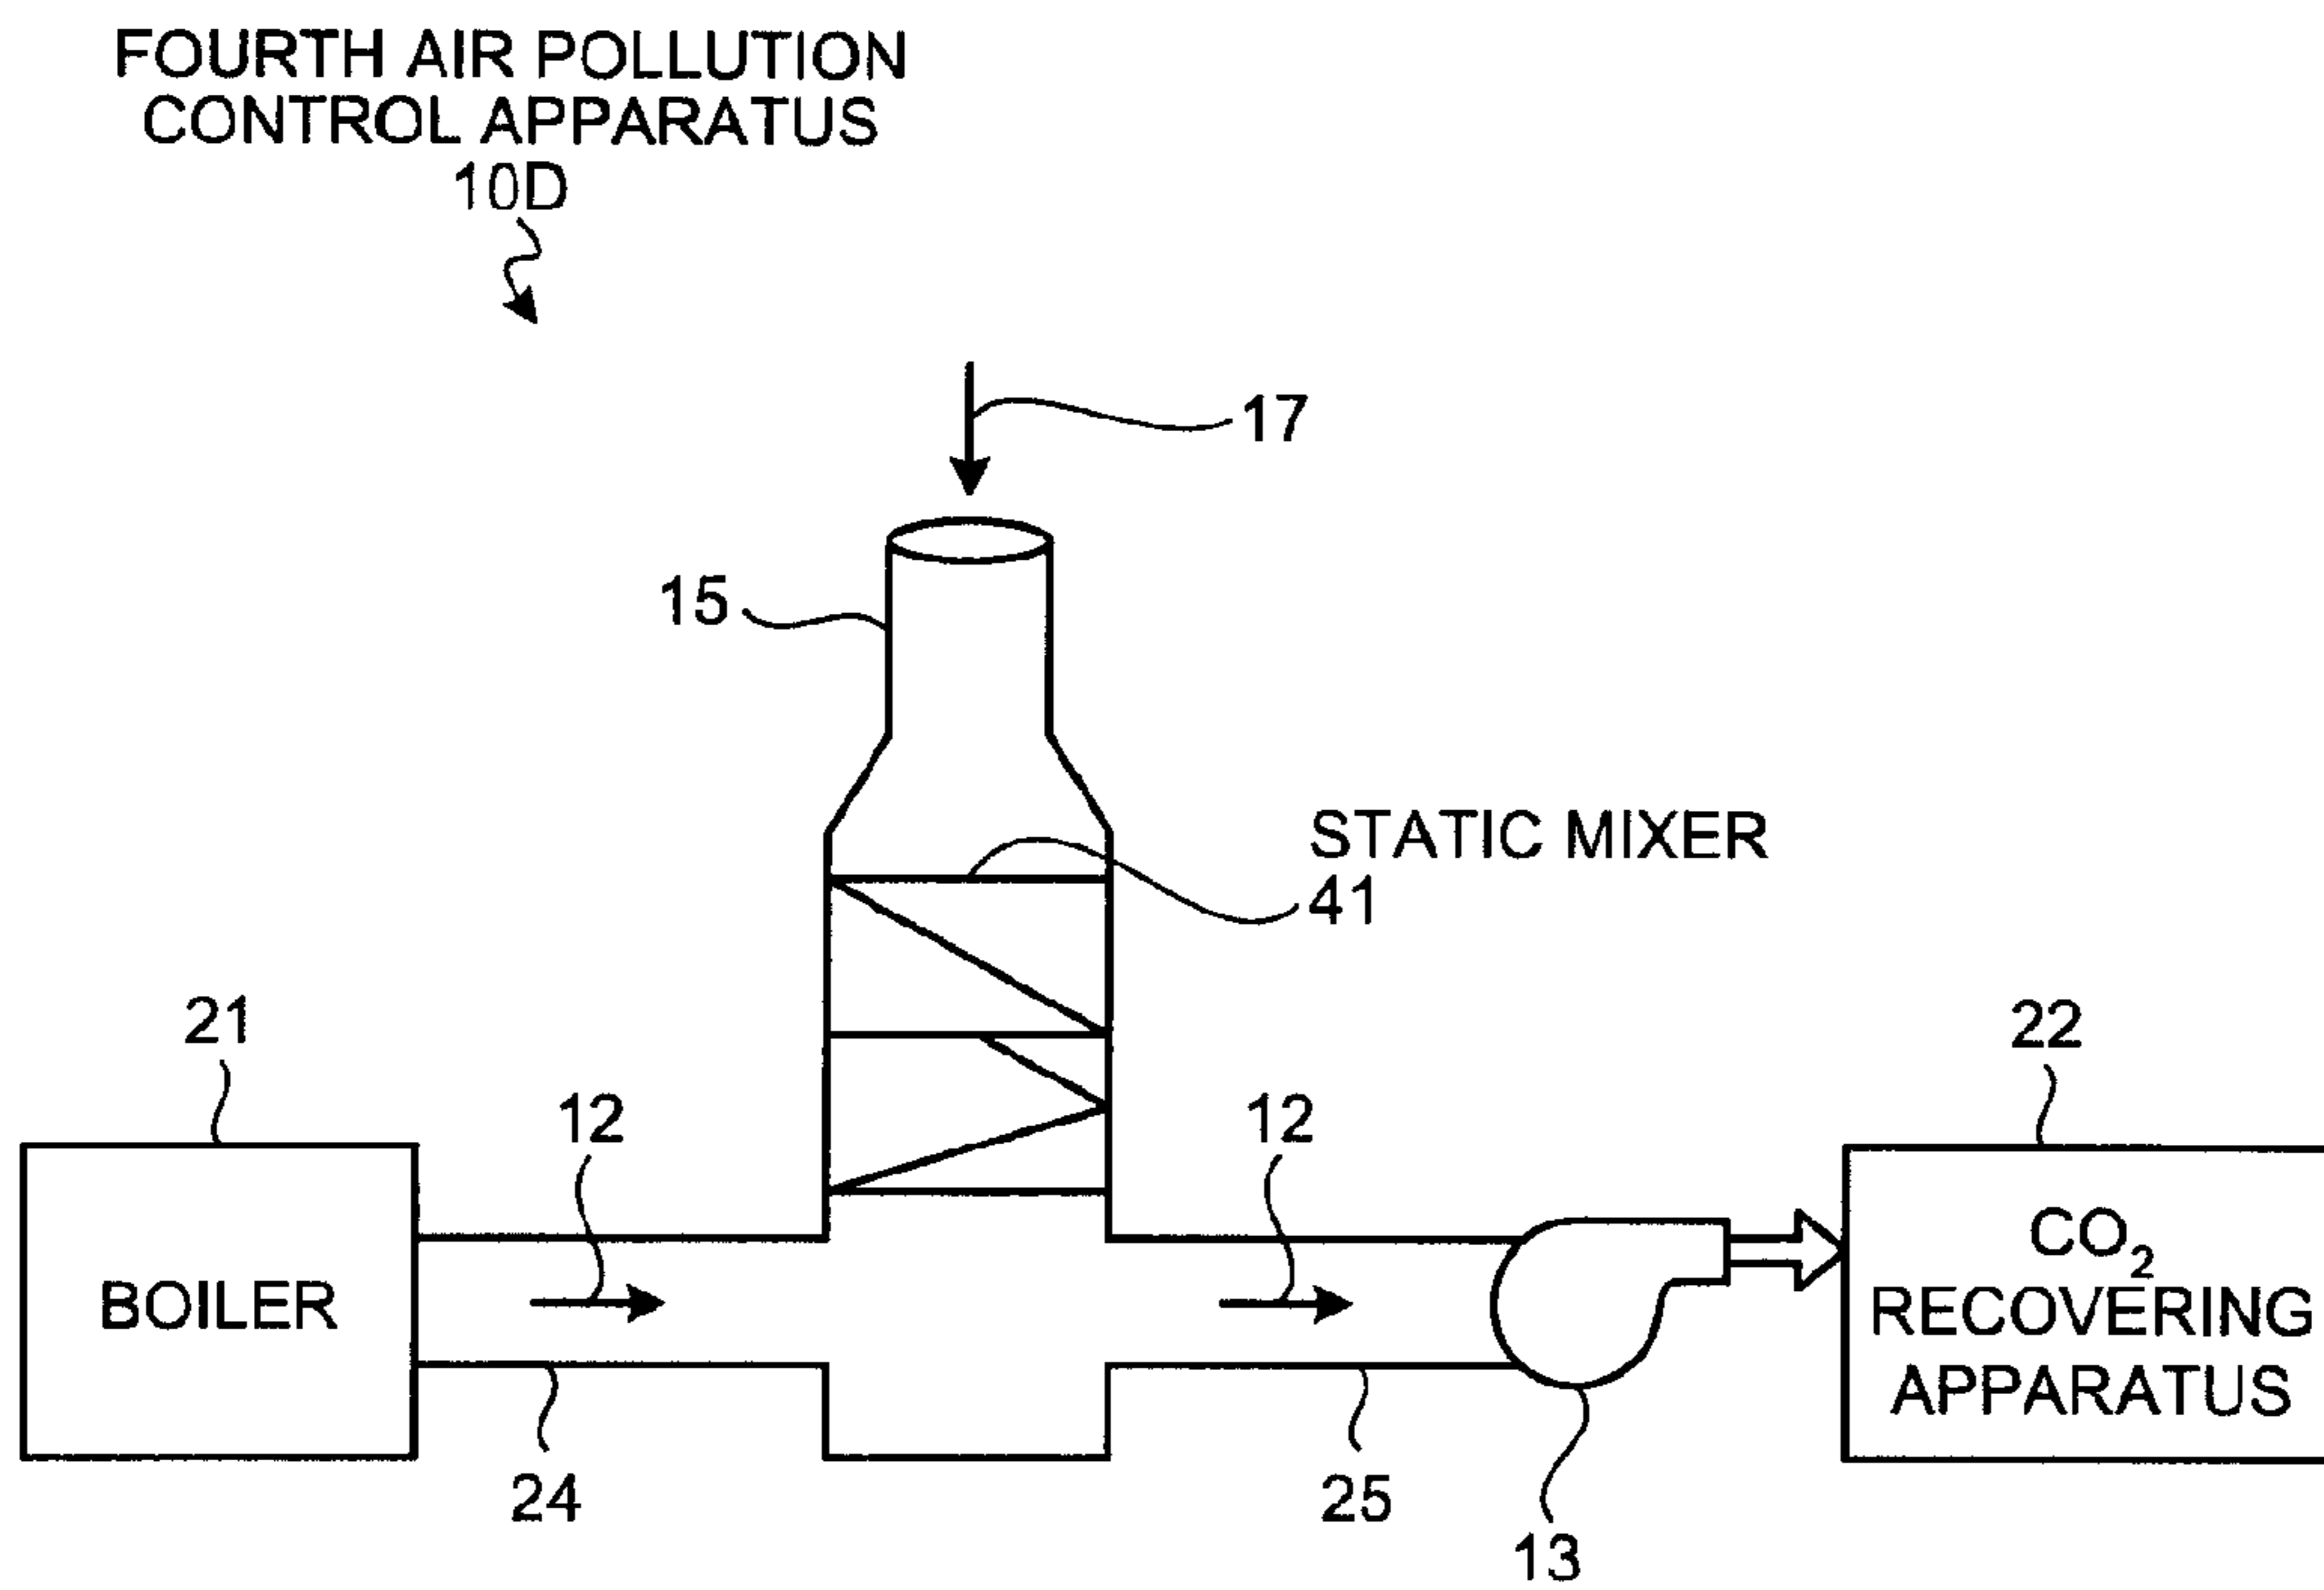 FOURTH AIR POLLUTION
CONTROL APPARATUS
10D
17
15
STATIC MIXER
41
21
12
12
22
BOILER
CO₂
RECOVERING
APPARATUS
24
25
13